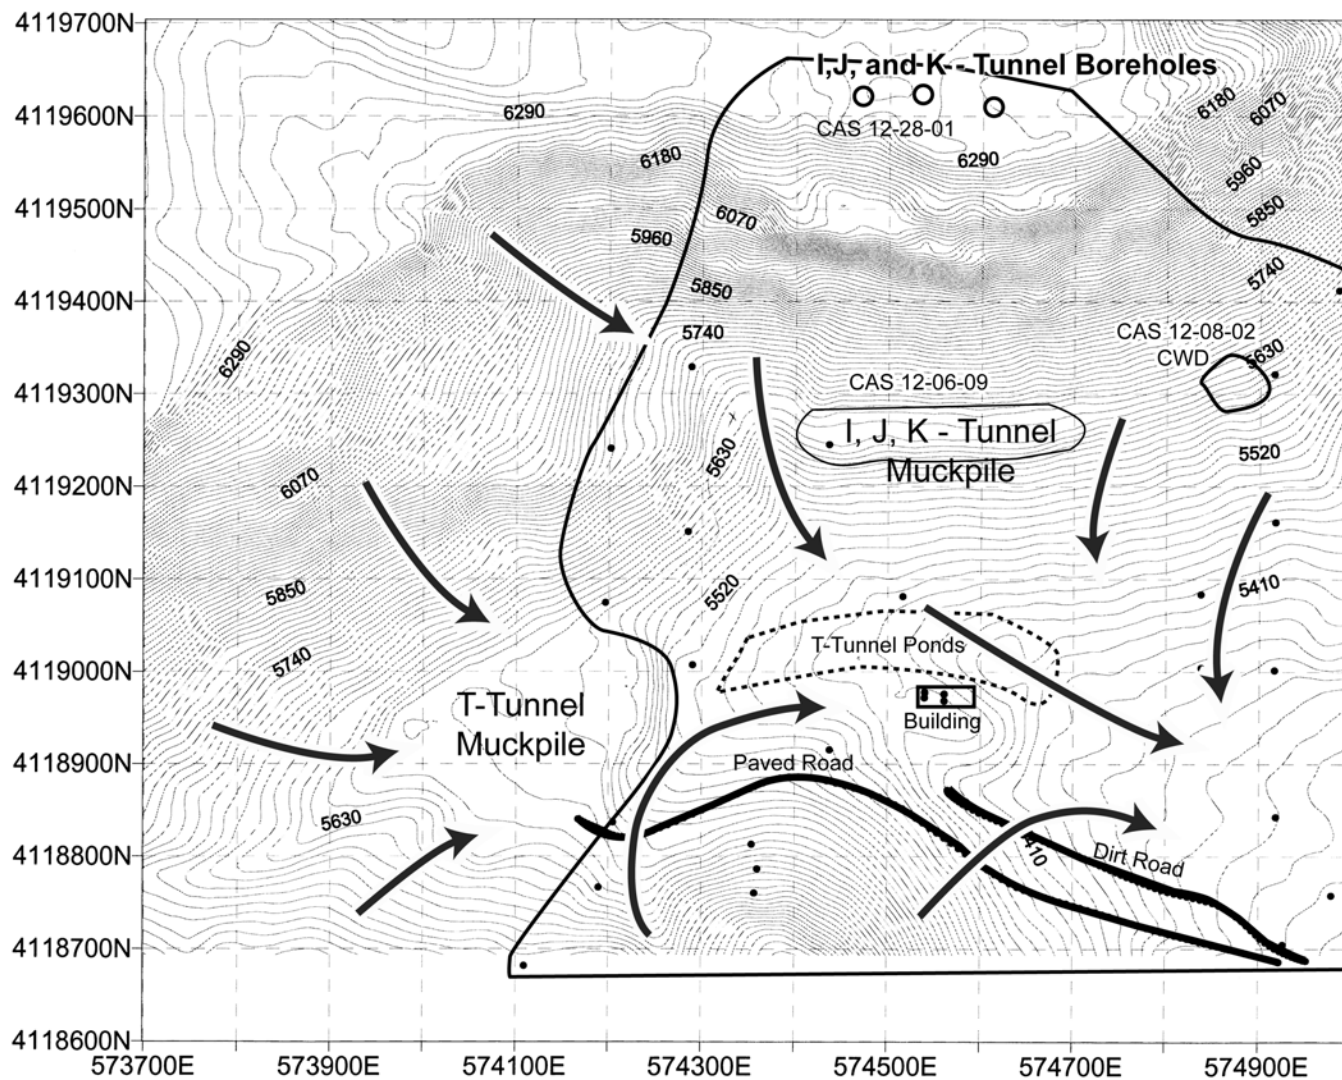 4119700N
I,J, and K - Tunnel Boreholes
6180
6070
4119600N
6290
CAS 12-28-01
6180
6290
5960
4119500N
6070
5850
5960
5740
5850
4119400N
5740
CAS 12-08-02
CWD
5630
6290
CAS 12-06-09
4119300N
I, J, K - Tunnel
Muckpile
5630
5520
6070
4119200N
4119100N
5850
5520
5410
5740
T-Tunnel Ponds
4119000N
T-Tunnel
Muckpile
Building
4118900N
Paved Road
5630
4118800N
410
Dirt Road
4118700N
4118600N
573700E
573900E
574100E
574300E
574500E
574700E
574900E